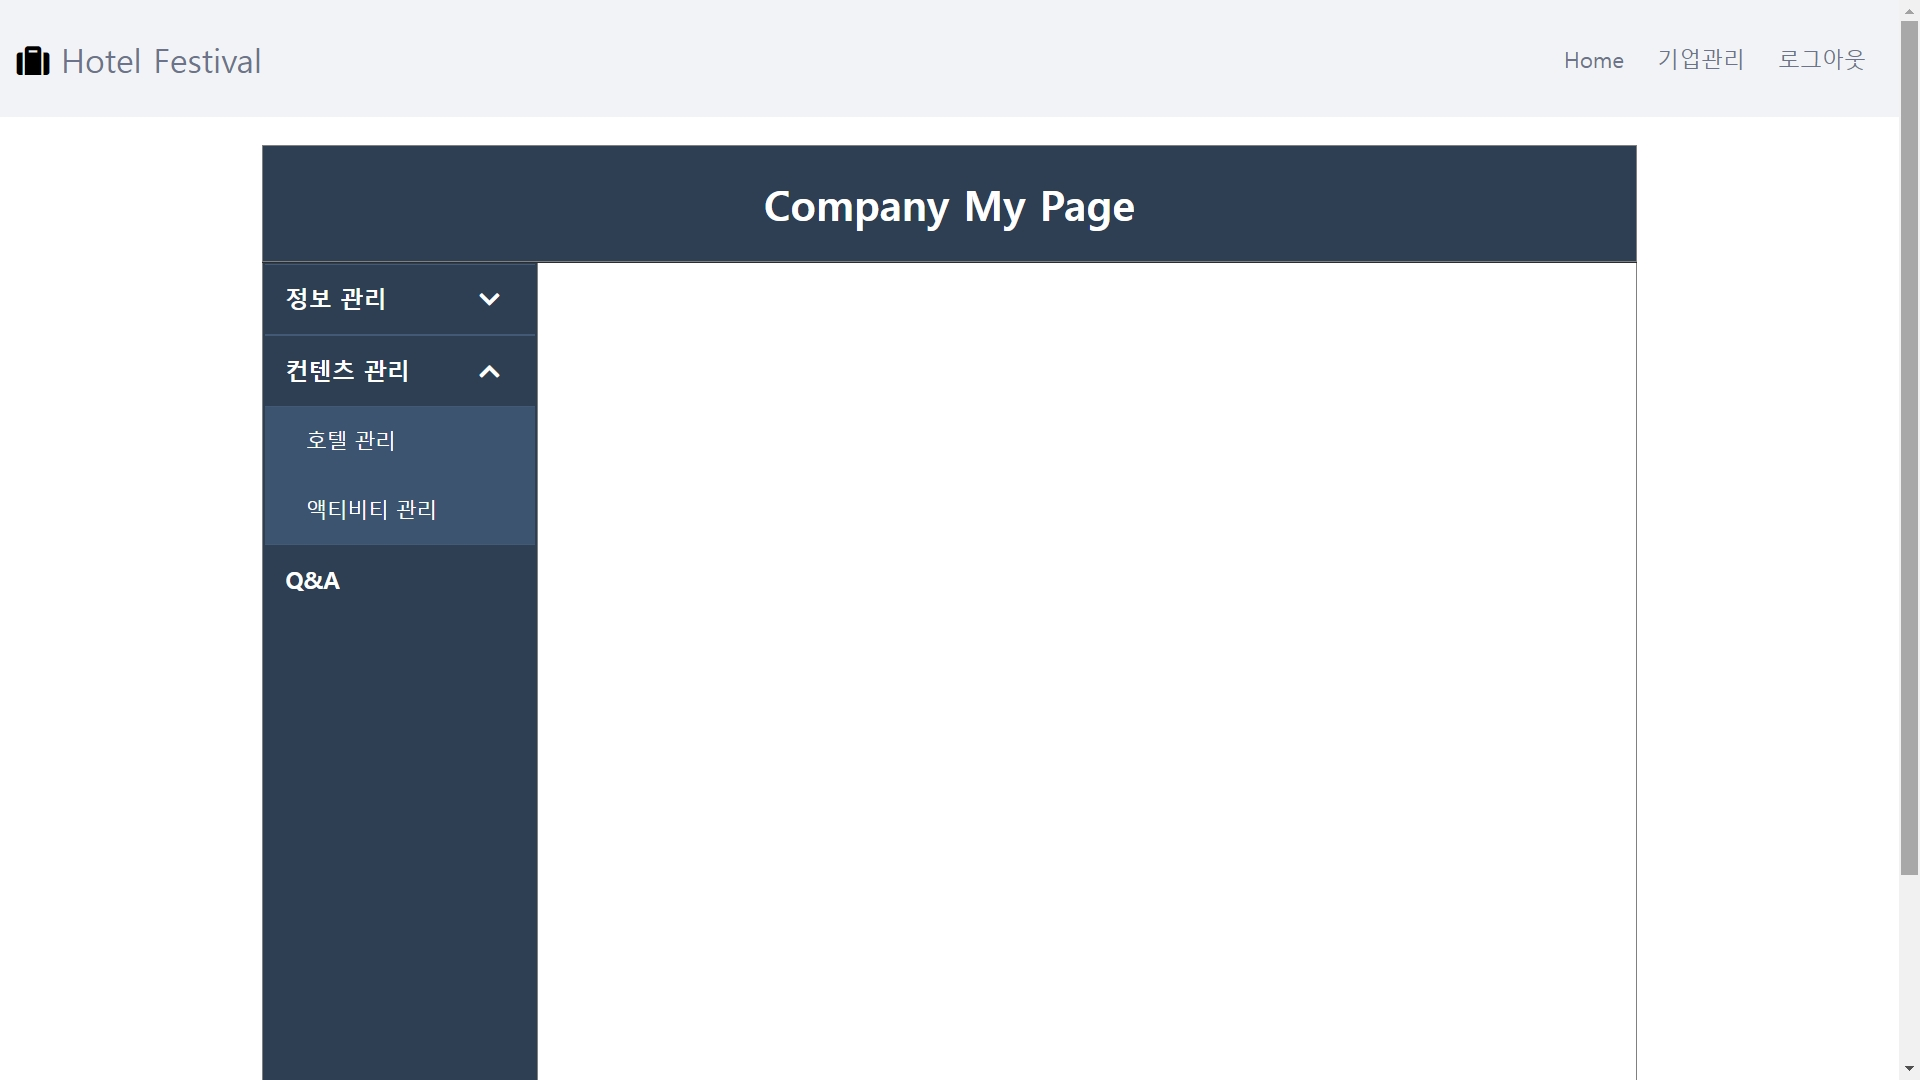 Hotel Festival
Home 기업관리 로그아웃
Company My Page
정보 관리
컨텐츠 관리
호텔 관리
액티비티 관리
Q&A